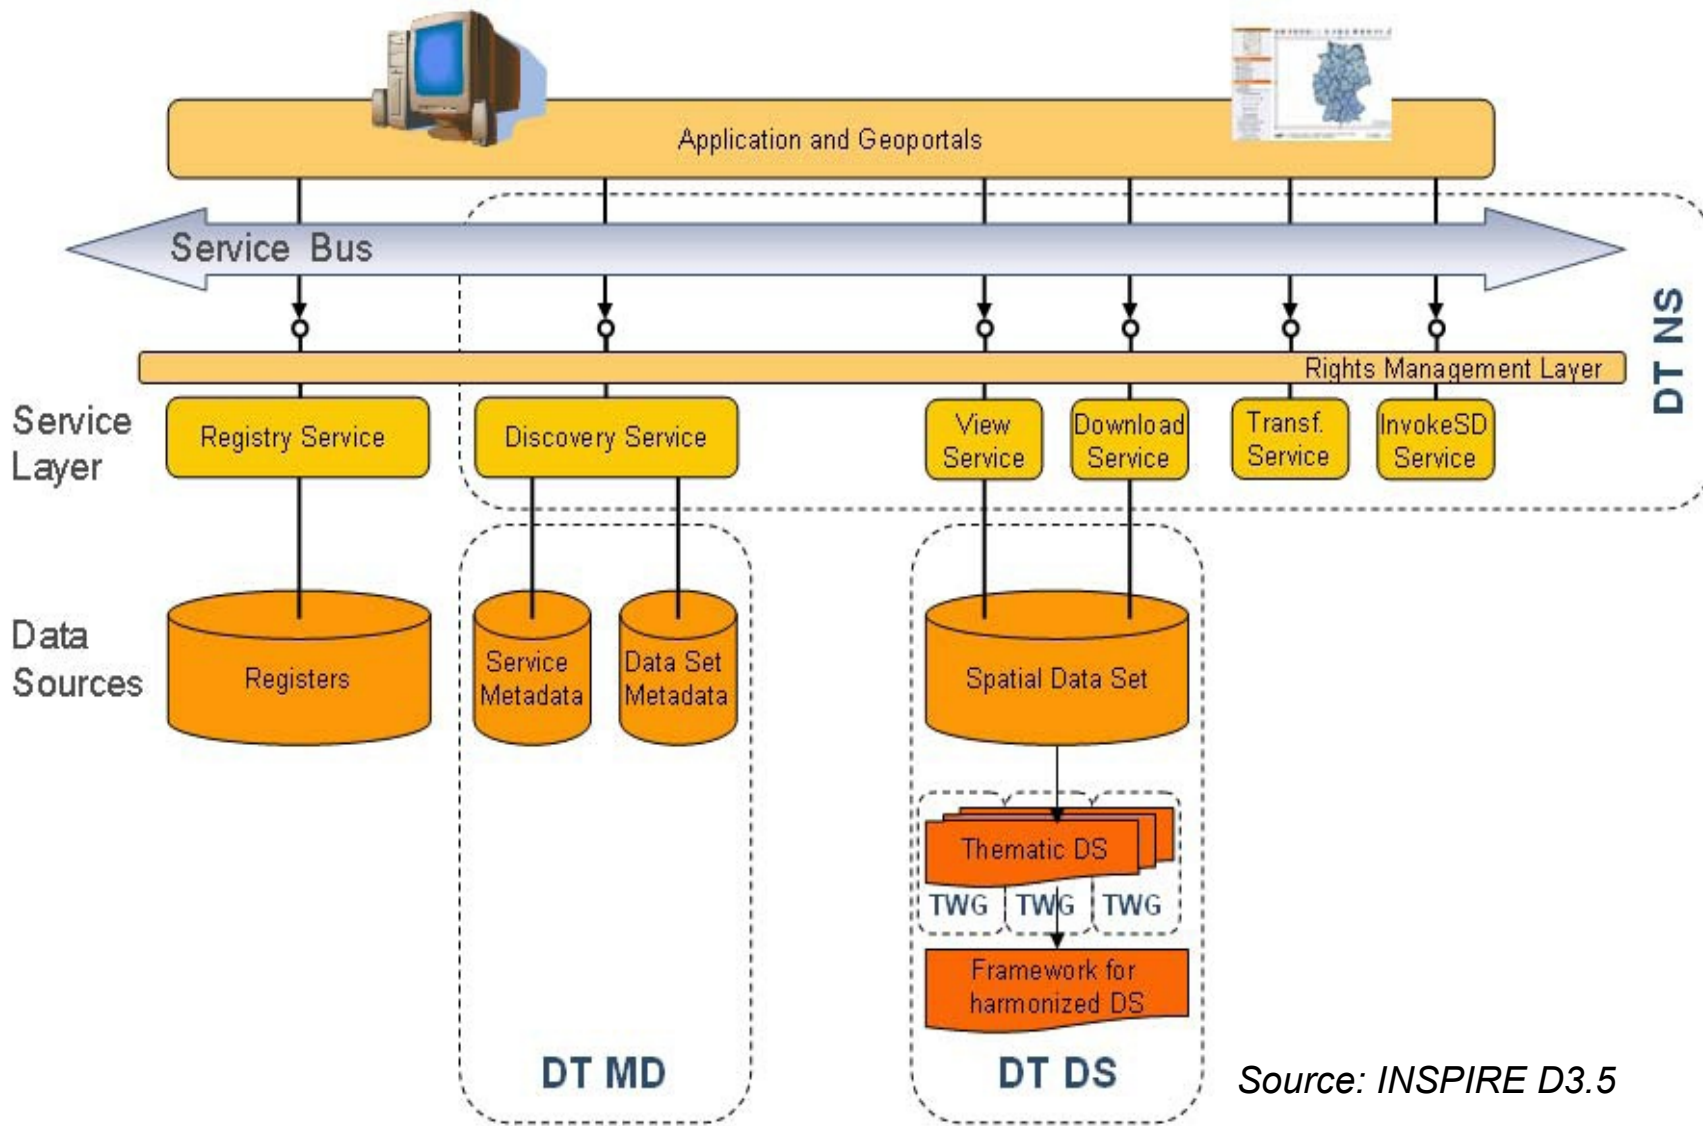 Application and Geoportals
Service Bus
DT NS
Rights Management Layer
Service
Layer
Registry Service
Discovery Service
View
Service
Download
Service
Transf.
Service
InvokeSD
Service
Data
Sources
Registers
Service
Metadata
Data Set
Metadata
Spatial Data Set
Thematic DS
TWG
TWG
TWG
Framework for
harmonized DS
DT MD
DT DS
Source: INSPIRE D3.5